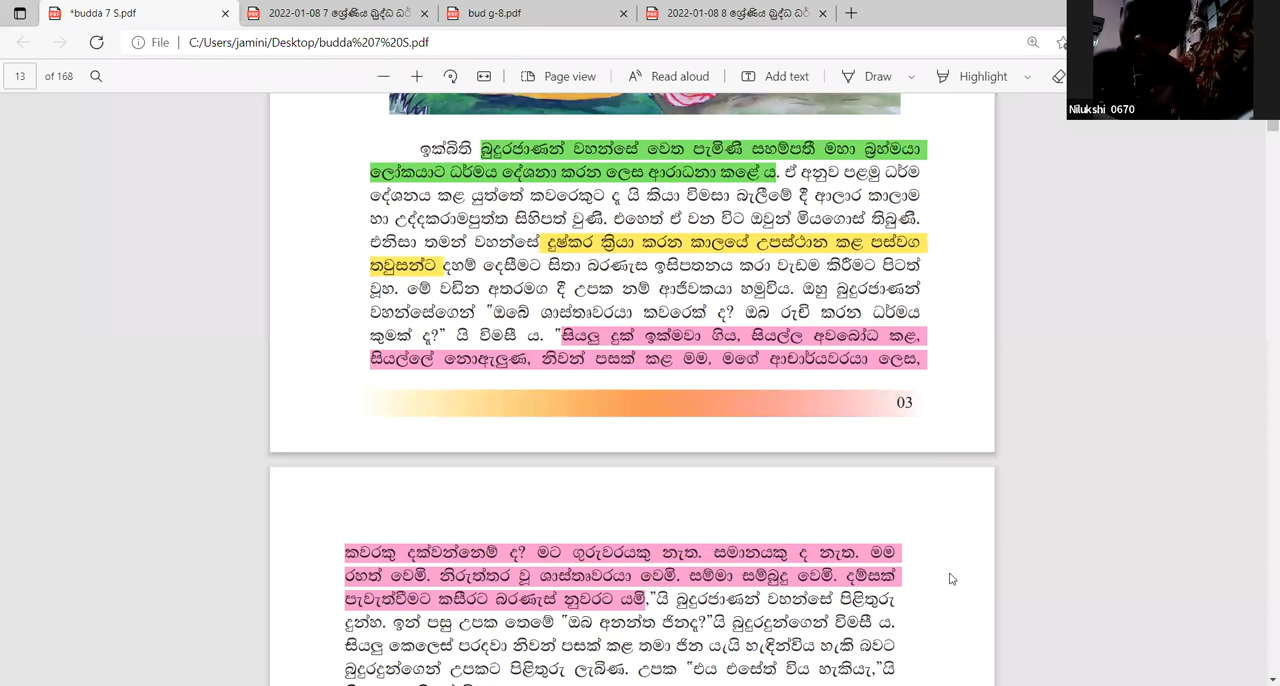 *budda 7 S.pdf
2022-01-08 7 ශ්‍රේණිය බුද්ධ ධර්
bud g-8.pdf
2022-01-08 8 ශ්‍රේණිය බුද්ධ ධර්
File C:/Users/jamini/Desktop/budda%207%20S.pdf
13 of 168 Page view Read aloud Add text Draw Highlight
Nilukshi 0670
ඉක්බිති බුදුරජාණන් වහන්සේ වෙත පැමිණි සහම්පතී මහා බ්‍රහ්මයා
ලෝකයාට ධර්මය දේශනා කරන ලෙස ආරාධනා කළේ ය. ඒ අනුව පළමු ධර්ම
දේශනය කළ යුත්තේ කවරෙකුට ද යි කියා විමසා බැලීමේ දී ආලාර කාලාම
හා උද්දකරාමපුත්ත සිහිපත් වුණි. එහෙත් ඒ වන විට ඔවුන් මියගොස් තිබුණි.
එනිසා තමන් වහන්සේ දුෂ්කර ක්‍රියා කරන කාලයේ උපස්ථාන කළ පස්වග
තවුසන්ට දහම් දෙසීමට සිතා බරණැස ඉසිපතනය කරා වැඩම කිරීමට පිටත්
වූහ. මේ වඩින අතරමග දී උපක නම් ආජීවකයා හමුවිය. ඔහු බුදුරජාණන්
වහන්සේගෙන් “ඔබේ ශාස්තෘවරයා කවරෙක් ද? ඔබ රුචි කරන ධර්මය
කුමක් ද?” යි විමසී ය. “සියලු දුක් ඉක්මවා ගිය, සියල්ල අවබෝධ කළ,
සියල්ලේ නොඇලුණ, නිවන් පසක් කළ මම, මගේ ආචාර්යවරයා ලෙස,
03
කවරකු දක්වන්නෙම් ද? මට ගුරුවරයකු නැත. සමානයකු ද නැත. මම
රහත් වෙමි. නිරුත්තර වූ ශාස්තෘවරයා වෙමි. සම්මා සම්බුදු වෙමි. දම්සක්
පැවැත්වීමට කසීරට බරණැස් නුවරට යමි,”යි බුදුරජාණන් වහන්සේ පිළිතුරු
දුන්හ. ඉන් පසු උපක තෙමේ “ඔබ අනන්ත ජිනද?”යි බුදුරදුන්ගෙන් විමසී ය.
සියලු කෙලෙස් පරදවා නිවන් පසක් කළ තමා ජින යැයි හැඳින්විය හැකි බවට
බුදුරදුන්ගෙන් උපකට පිළිතුරු ලැබිණ. උපක “එය එසේත් විය හැකියැ,”යි